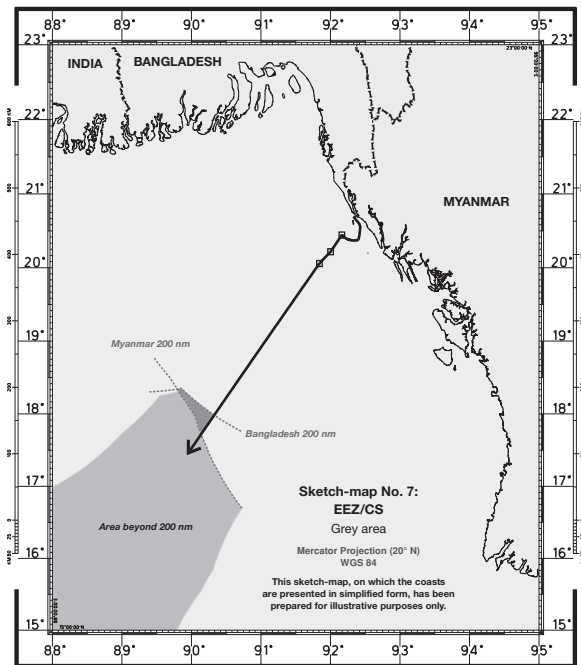 88° 89° 90° 91° 92° 93° 94° 95°
23° 23°
INDIA BANGLADESH
22° 22°
21° 21°
MYANMAR
20° 20°
19° 19°
Myanmar 200 nm
18° 18°
Bangladesh 200 nm
17° 17°
Sketch-map No. 7:
EEZ/CS
Grey area
Area beyond 200 nm
Mercator Projection (20° N)
WGS 84
16° 16°
This sketch-map, on which the coasts
are presented in simplified form, has been
prepared for illustrative purposes only.
15° 15°
88° 89° 90° 91° 92° 93° 94° 95°